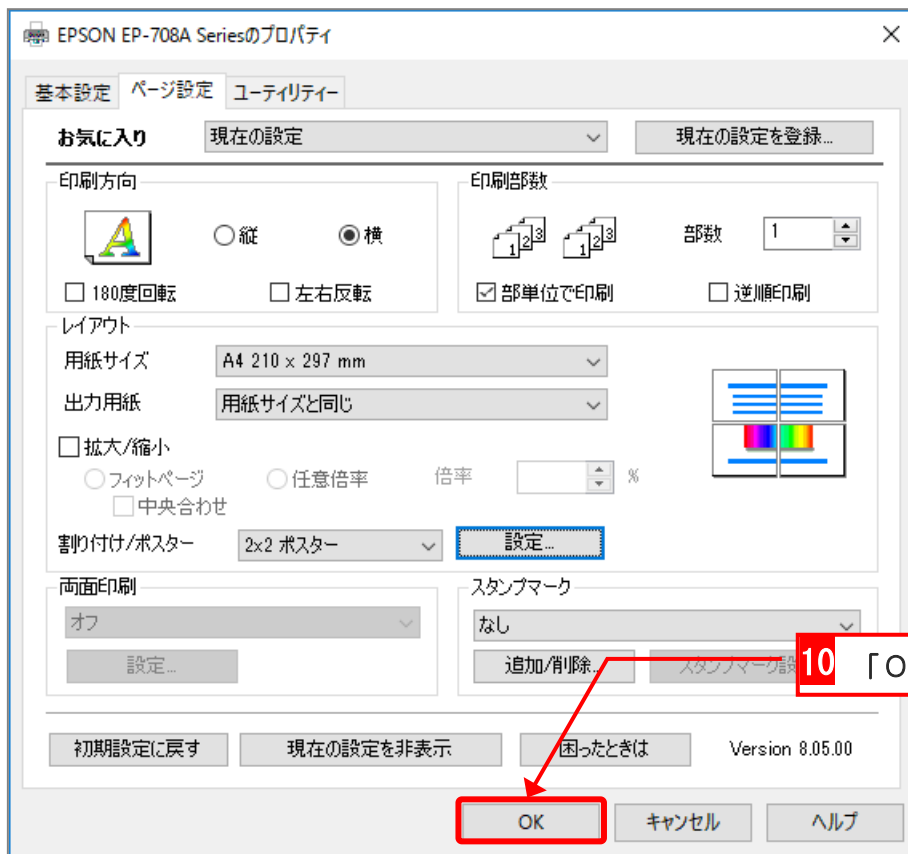 EPSON EP-708A Seriesのプロパティ
基本設定 ページ設定 ユーティリティー
お気に入り 現在の設定 現在の設定を登録...
印刷方向 印刷部数
縦 横 部数 1
180度回転 左右反転 部単位で印刷 逆順印刷
レイアウト
用紙サイズ A4 210 x 297 mm
出力用紙 用紙サイズと同じ
拡大/縮小
フィットページ 任意倍率 倍率 %
中央合わせ
割り付け/ポスター 2x2 ポスター 設定...
両面印刷 スタンプマーク
オフ なし
設定... 追加/削除... スタンプマーク設
10 「O
初期設定に戻す 現在の設定を非表示 困ったときは Version 8.05.00
OK キャンセル ヘルプ